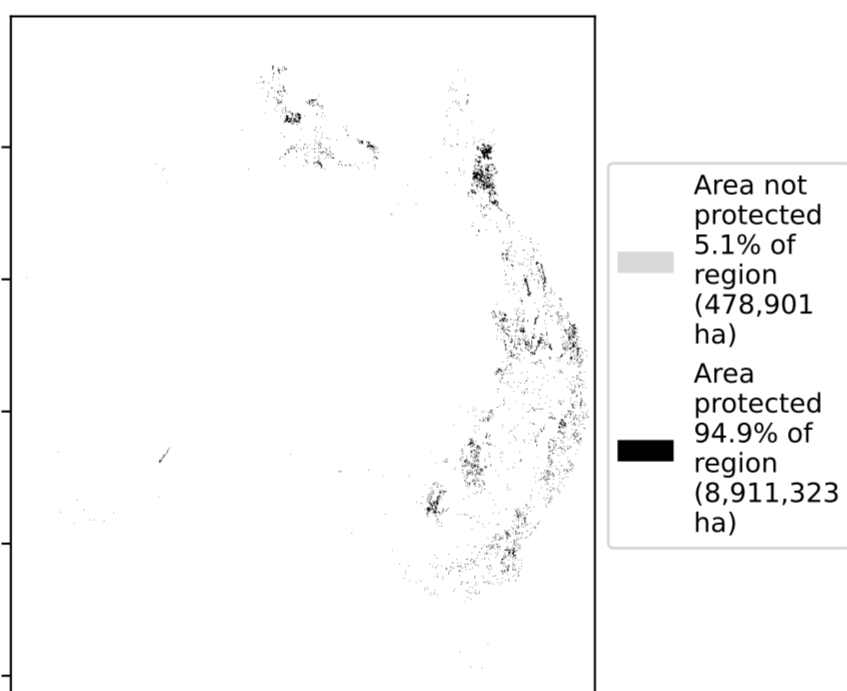 Area not
protected
5.1% of
region
(478,901
ha)
Area
protected
94.9% of
region
(8,911,323
ha)